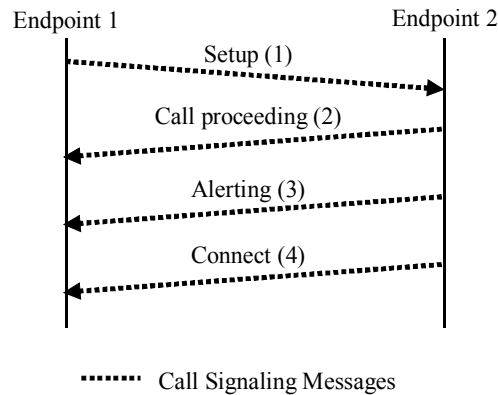 Endpoint 1 Endpoint 2
Setup (1)
Call proceeding (2)
Alerting (3)
Connect (4)
Call Signaling Messages